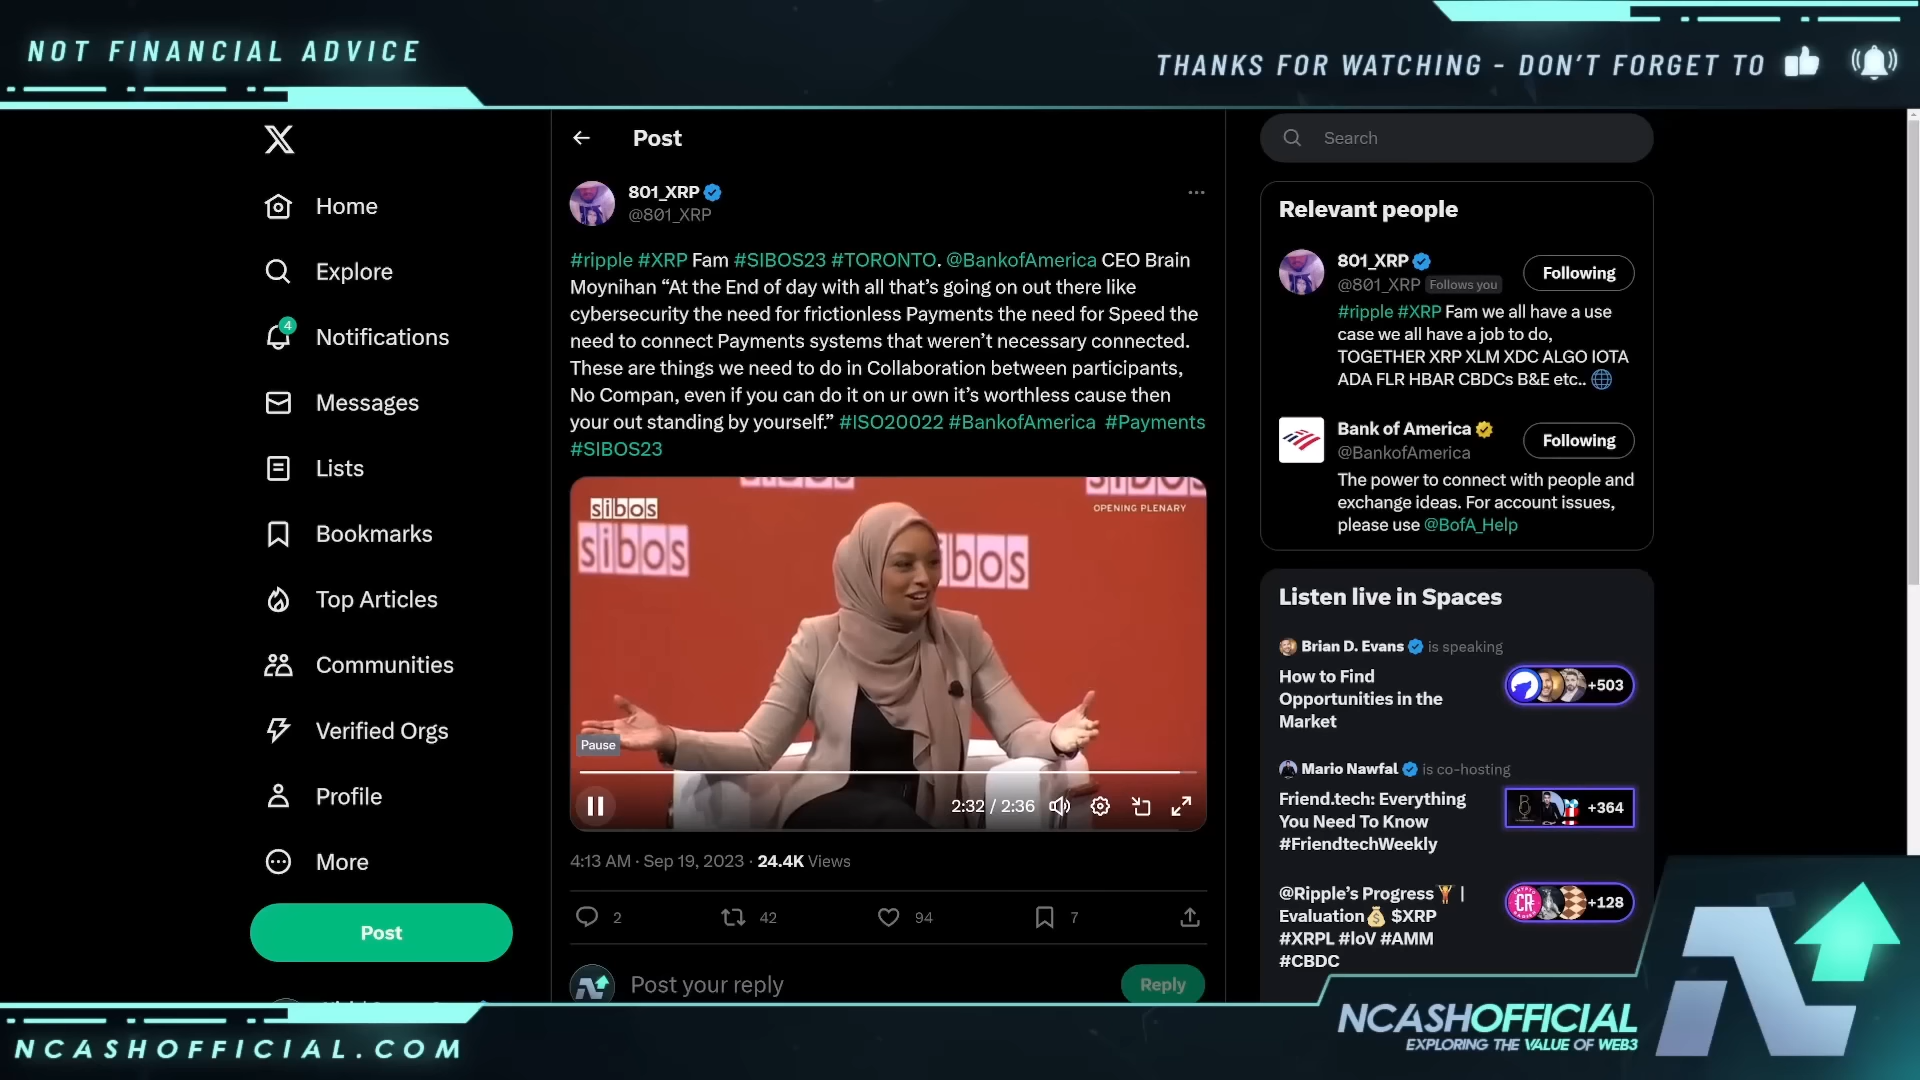 NOT FINANCIAL ADVICE
THANKS FOR WATCHING - DON'T FORGET TO
X
Home
Explore
4
Notifications
Messages
Lists
Bookmarks
Top Articles
Communities
Verified Orgs
Profile
More
Post
Post
801_XRP
@801_XRP
#ripple #XRP Fam #SIBOS23 #TORONTO. @BankofAmerica CEO Brain
Moynihan “At the End of day with all that’s going on out there like
cybersecurity the need for frictionless Payments the need for Speed the
need to connect Payments systems that weren’t necessary connected.
These are things we need to do in Collaboration between participants,
No Compan, even if you can do it on ur own it’s worthless cause then
your out standing by yourself.” #ISO20022 #BankofAmerica #Payments
#SIBOS23
sibos
sibos
OPENING PLENARY
Pause
2:32 / 2:36
4:13 AM · Sep 19, 2023 · 24.4K Views
2
42
94
7
Post your reply
Reply
Search
Relevant people
801_XRP
Following
@801_XRP Follows you
#ripple #XRP Fam we all have a use
case we all have a job to do,
TOGETHER XRP XLM XDC ALGO IOTA
ADA FLR HBAR CBDCs B&E etc.. 🌐
Bank of America
Following
@BankofAmerica
The power to connect with people and
exchange ideas. For account issues,
please use @BofA_Help
Listen live in Spaces
Brian D. Evans is speaking
How to Find
Opportunities in the
Market
+503
Mario Nawfal is co-hosting
Friend.tech: Everything
You Need To Know
#FriendtechWeekly
+364
@Ripple’s Progress🏋 |
Evaluation💰 $XRP
#XRPL #IoV #AMM
#CBDC
CR
+128
NCASHOFFICIAL.COM
NCASHOFFICIAL
EXPLORING THE VALUE OF WEB3